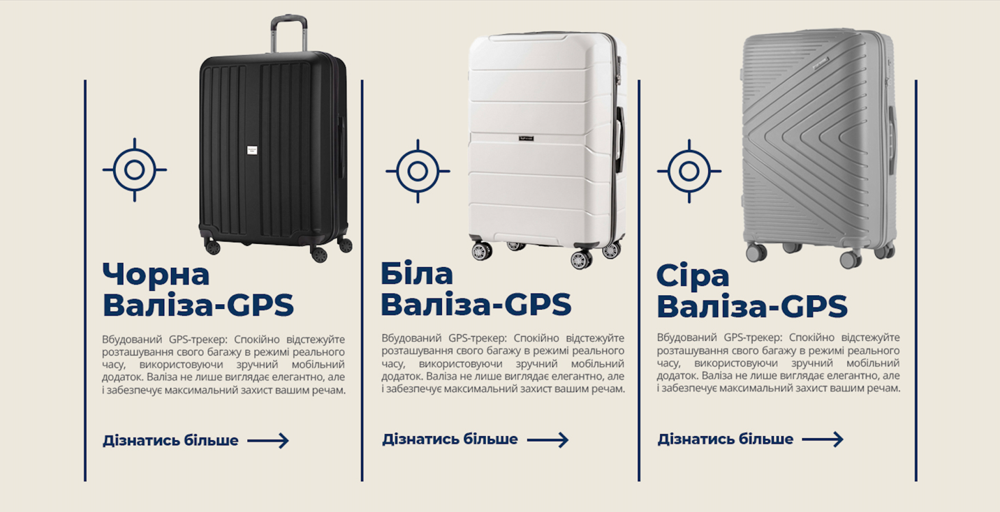 Чорна
Валіза-GPS
Вбудований GPS-трекер: Спокійно відстежуйте
розташування свого багажу в режимі реального
часу, використовуючи зручний мобільний
додаток. Валіза не лише виглядає елегантно, але
і забезпечує максимальний захист вашим речам.
Дізнатись більше
Біла
Валіза-GPS
Вбудований GPS-трекер: Спокійно відстежуйте
розташування свого багажу в режимі реального
часу, використовуючи зручний мобільний
додаток. Валіза не лише виглядає елегантно, але
і забезпечує максимальний захист вашим речам.
Дізнатись більше
Сіра
Валіза-GPS
Вбудований GPS-трекер: Спокійно відстежуйте
розташування свого багажу в режимі реального
часу, використовуючи зручний мобільний
додаток. Валіза не лише виглядає елегантно, але
і забезпечує максимальний захист вашим речам.
Дізнатись більше